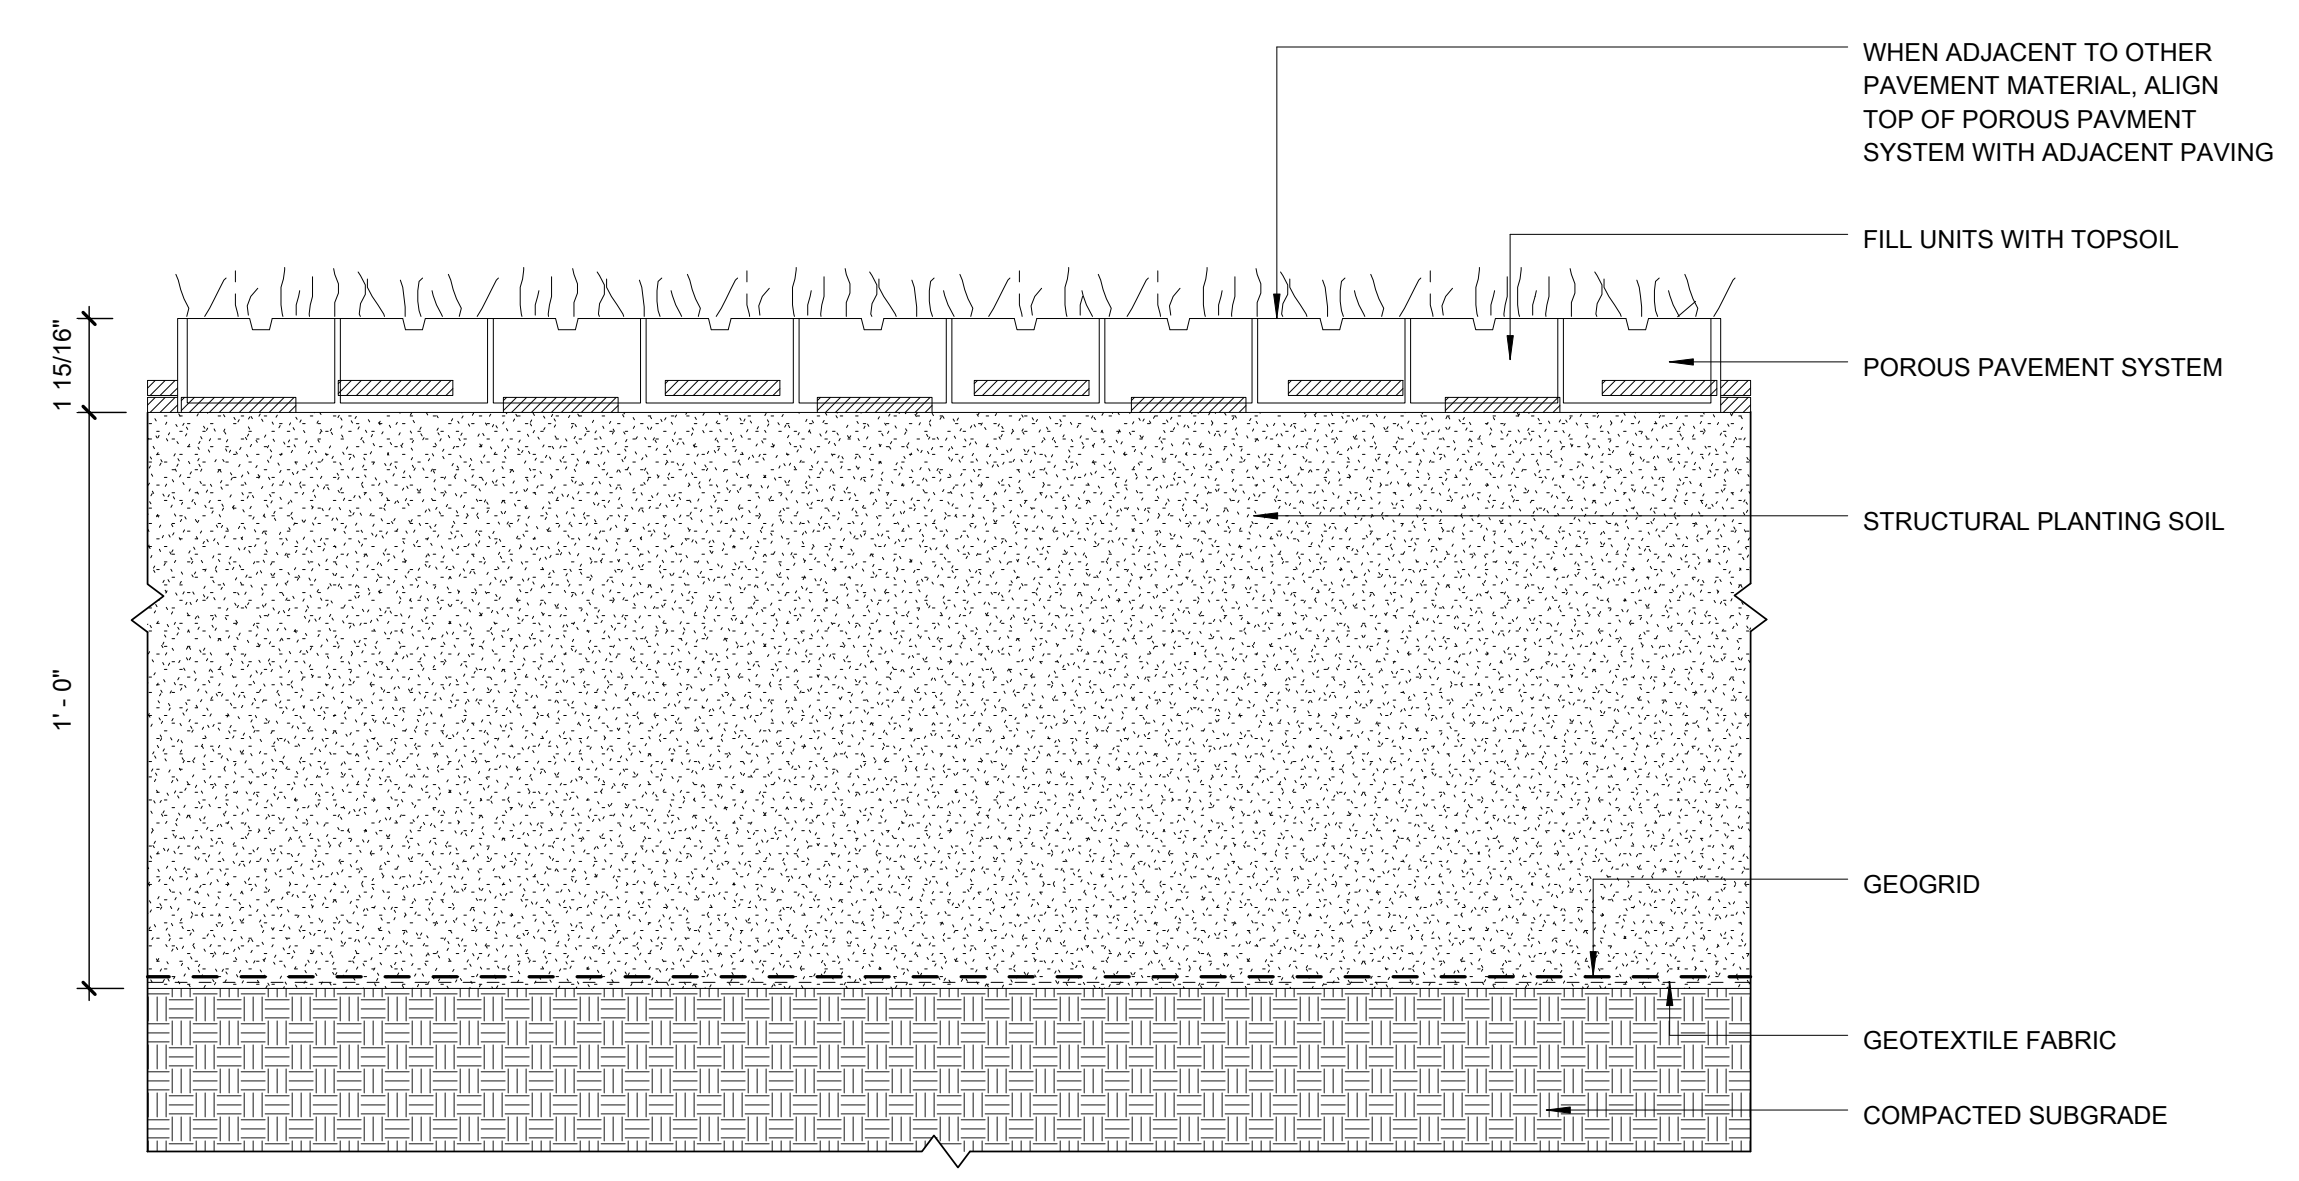 WHEN ADJACENT TO OTHER
PAVEMENT MATERIAL, ALIGN
TOP OF POROUS PAVMENT
SYSTEM WITH ADJACENT PAVING
FILL UNITS WITH TOPSOIL
1 15/16"
POROUS PAVEMENT SYSTEM
STRUCTURAL PLANTING SOIL
1' - 0"
GEOGRID
GEOTEXTILE FABRIC
COMPACTED SUBGRADE